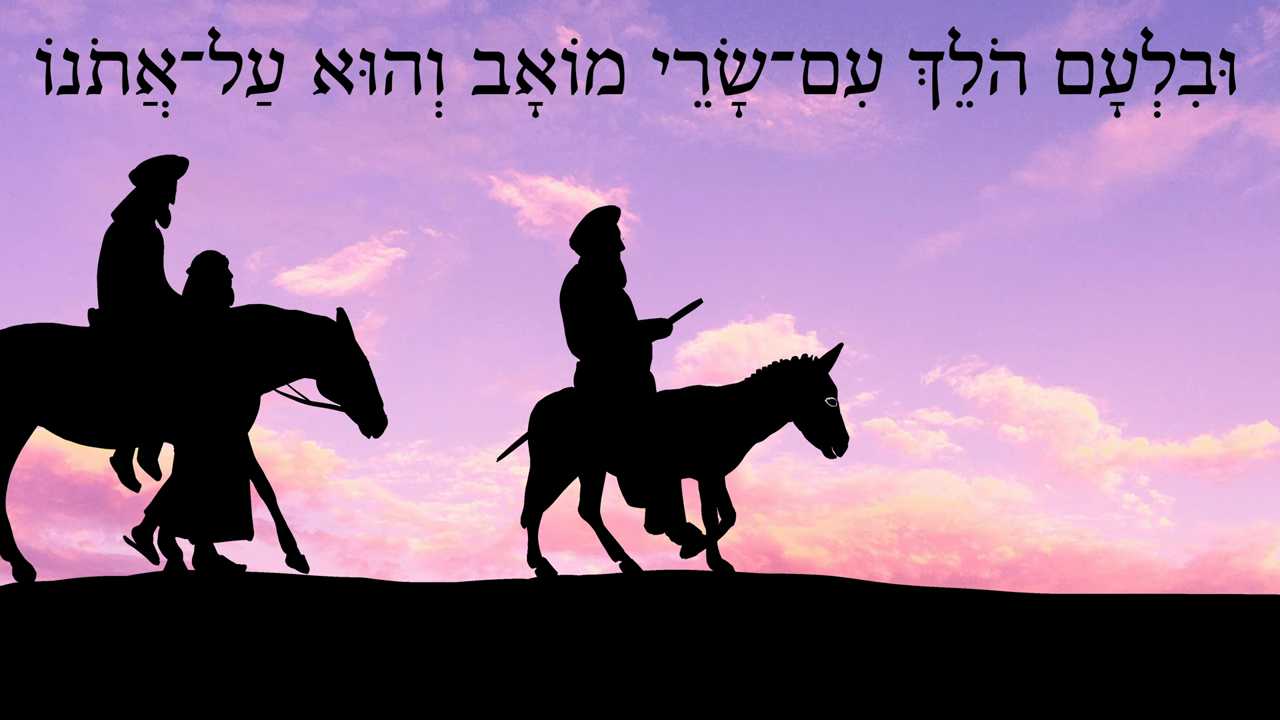 וּבִלְעָם הֹלֵךְ עִם־שָׂרֵי מוֹאָב וְהוּא עַל־אֲתֹנוֹ